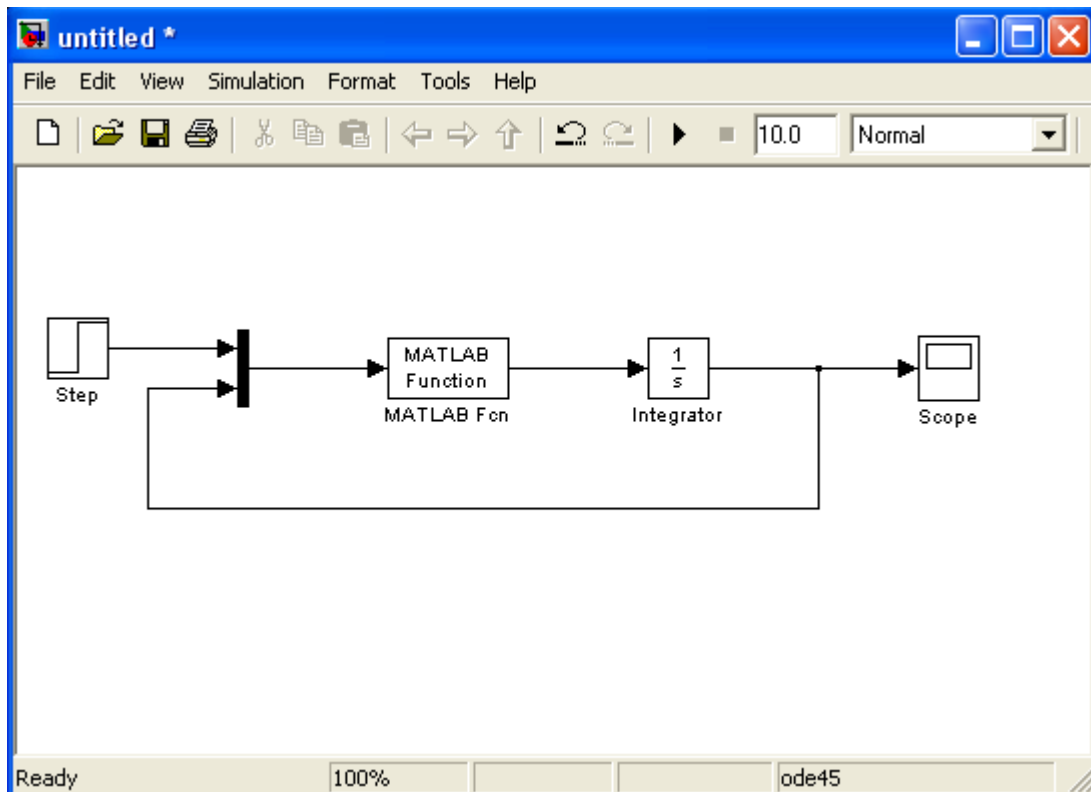 untitled *
File Edit View Simulation Format Tools Help
10.0 Normal
Step
MATLAB
Function
MATLAB Fcn
1
s
Integrator
Scope
Ready 100% ode45